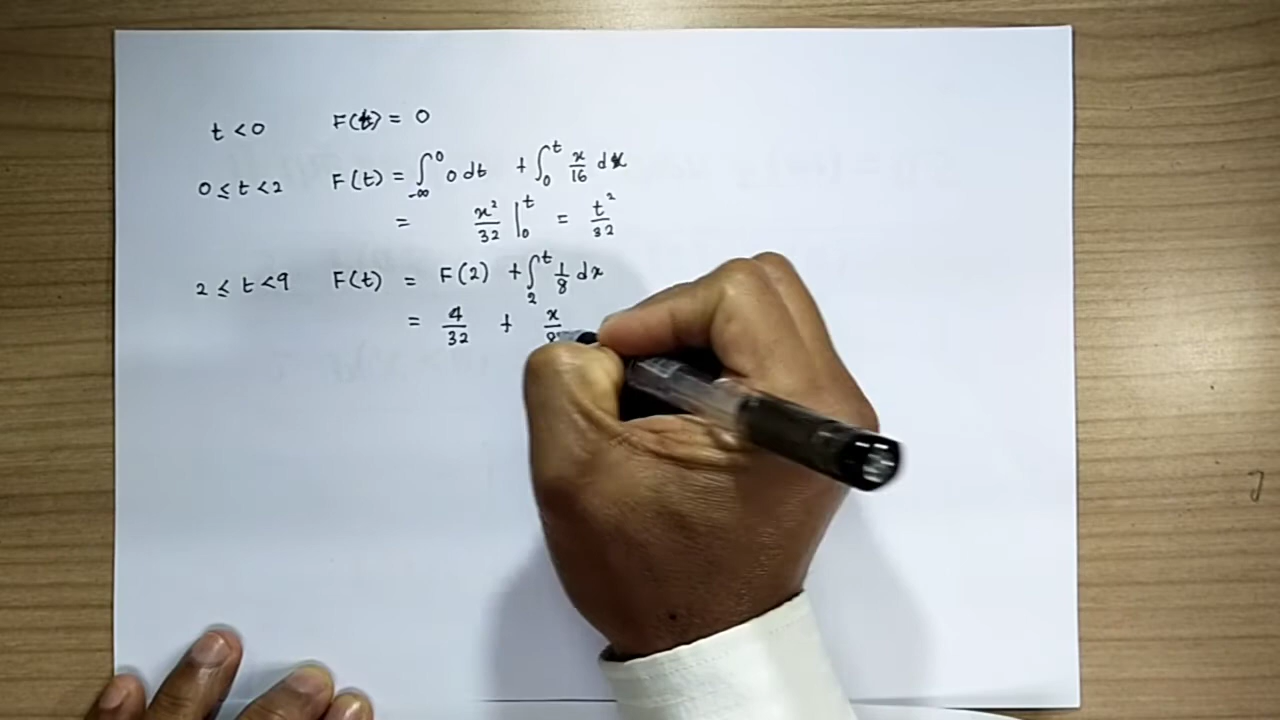 t < 0 F(t) = 0
0 ≤ t < 2 F(t) = ∫_{-∞}^{0} 0 dt + ∫_{0}^{t} x/16 dx
= x²/32 |_{0}^{t} = t²/32
2 ≤ t < 9 F(t) = F(2) + ∫_{2}^{t} 1/8 dx
= 4/32 + x/8